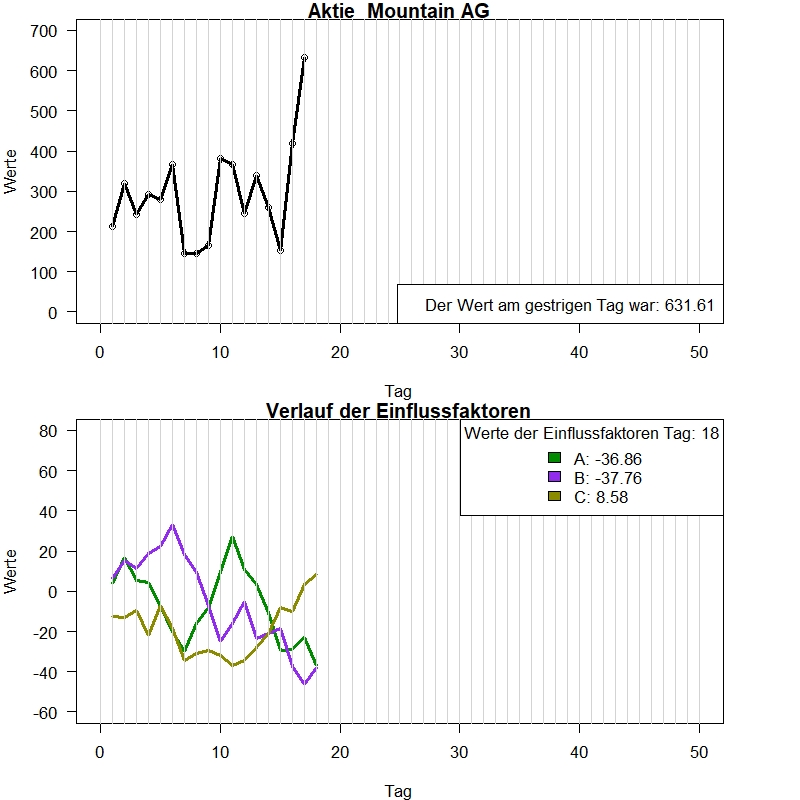 Aktie  Mountain AG
700
600
500
400
300
200
100
0
Werte
Der Wert am gestrigen Tag war: 631.61
0 10 20 30 40 50
Tag
Verlauf der Einflussfaktoren
80
60
40
20
0
-20
-40
-60
Werte
Werte der Einflussfaktoren Tag: 18
A: -36.86
B: -37.76
C: 8.58
0 10 20 30 40 50
Tag